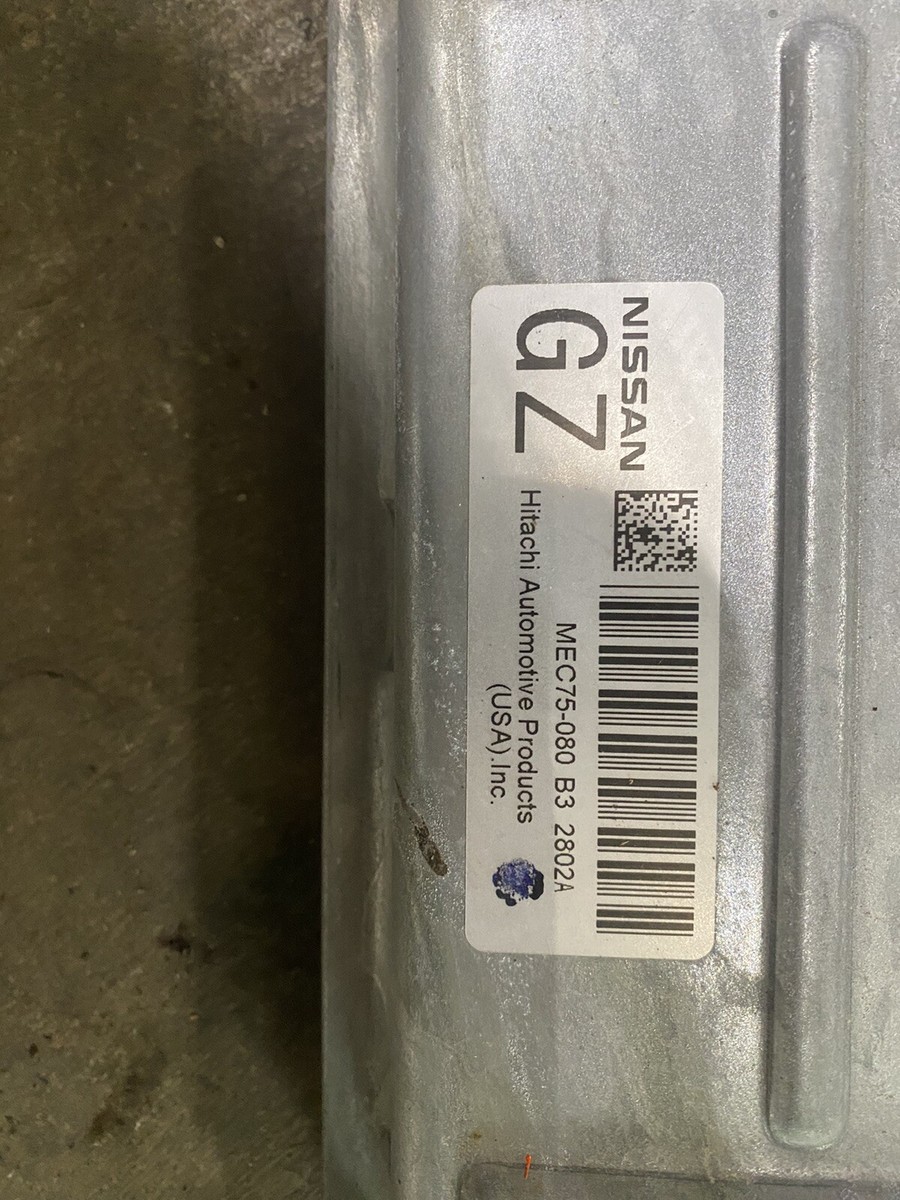 NISSAN
GZ
MEC75-080 B3 2802A
Hitachi Automotive Products
(USA).Inc.